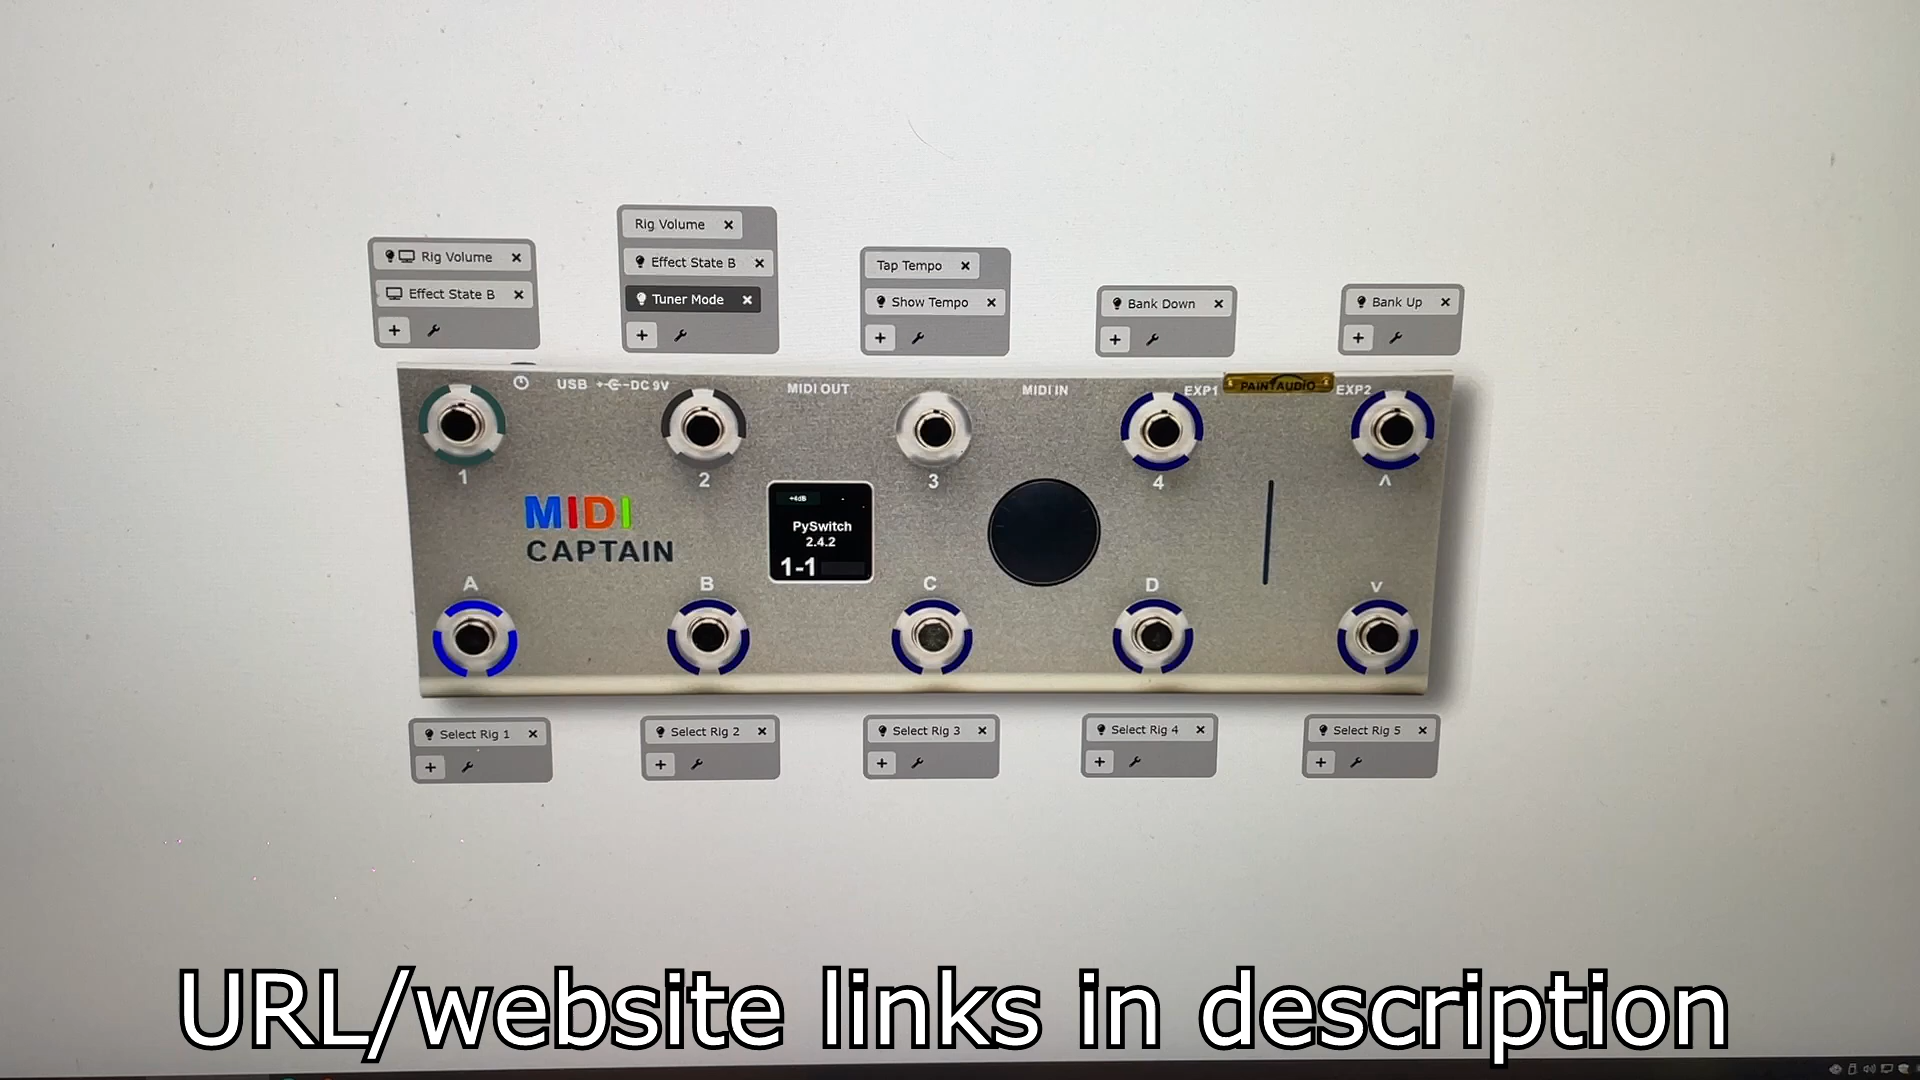 Rig Volume
Effect State B
Rig Volume
Effect State B
Tuner Mode
Tap Tempo
Show Tempo
Bank Down
Bank Up
USB
DC 9V
MIDI OUT
MIDI IN
EXP1
PAINTAUDIO
EXP2
1
2
3
4
Λ
MIDI
CAPTAIN
+4dB
PySwitch
2.4.2
1-1
A
B
C
D
V
Select Rig 1
Select Rig 2
Select Rig 3
Select Rig 4
Select Rig 5
URL/website links in description